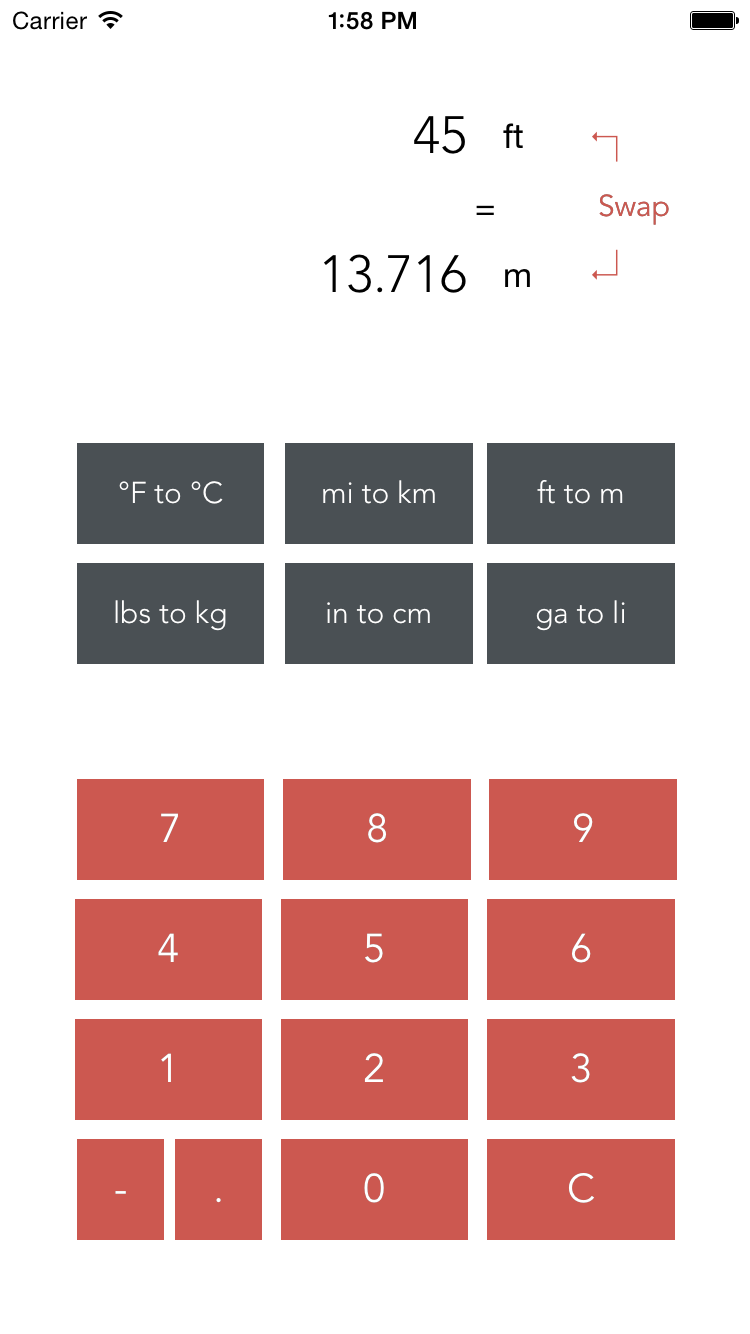 Carrier 1:58 PM
45 ft
= Swap
13.716 m
°F to °C mi to km ft to m
lbs to kg in to cm ga to li
7 8 9
4 5 6
1 2 3
- . 0 C